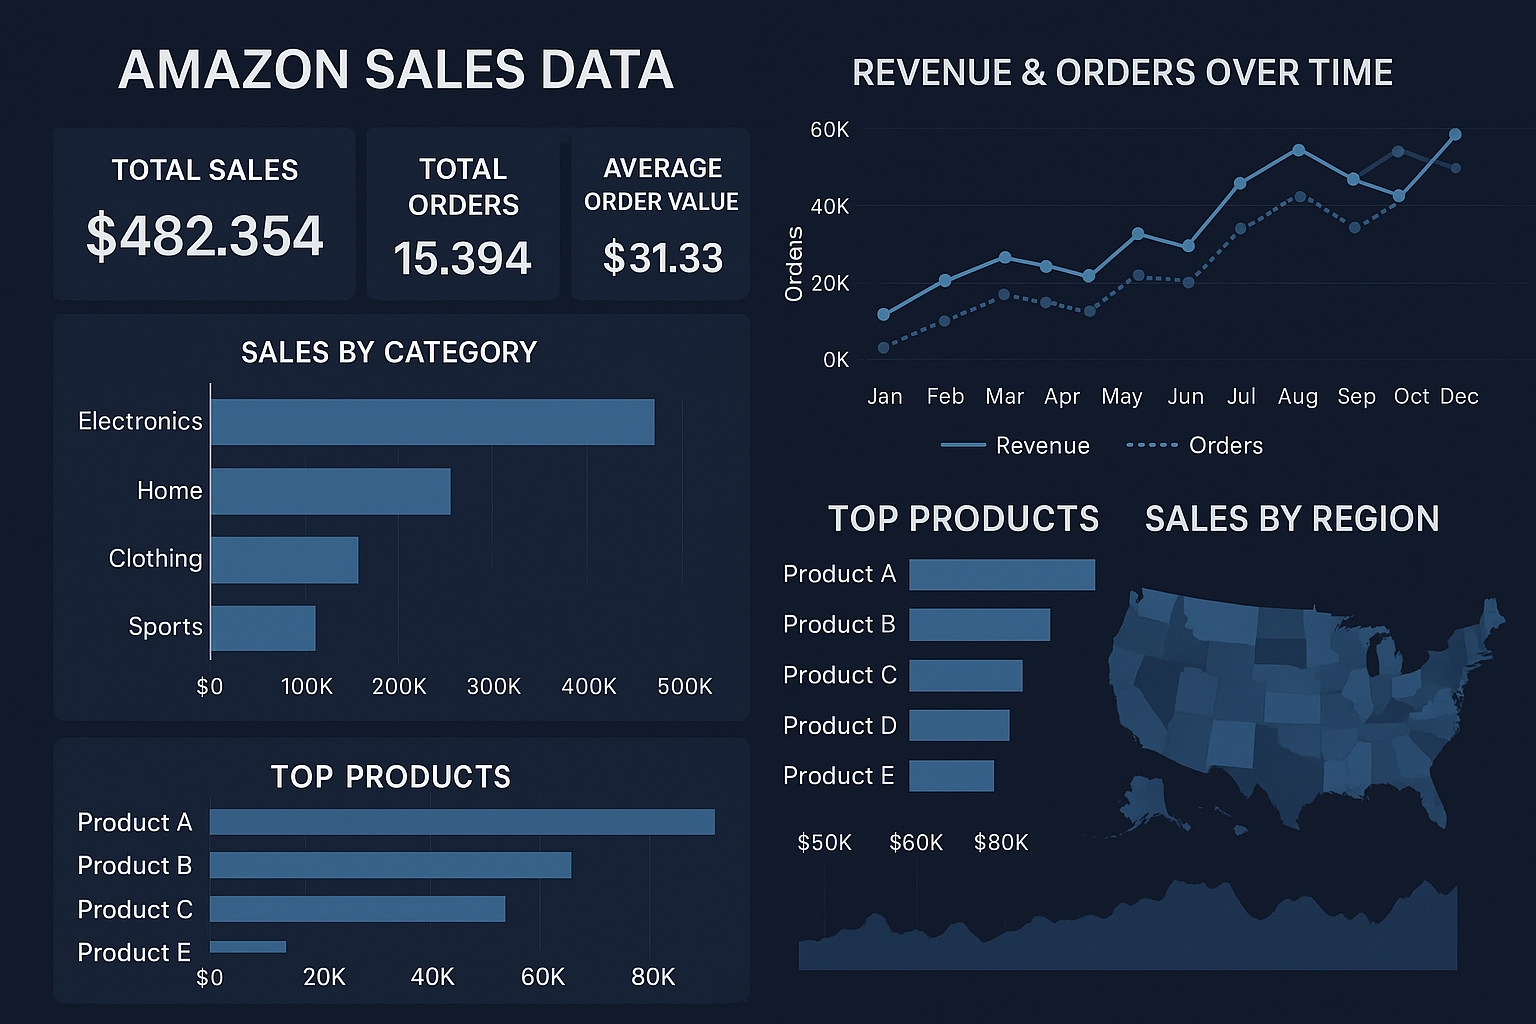 AMAZON SALES DATA
TOTAL SALES
$482.354
TOTAL
ORDERS
15.394
AVERAGE
ORDER VALUE
$31.33
SALES BY CATEGORY
Electronics
Home
Clothing
Sports
$0 100K 200K 300K 400K 500K
TOP PRODUCTS
Product A
Product B
Product C
Product E
$0 20K 40K 60K 80K
REVENUE & ORDERS OVER TIME
Orders
60K
40K
20K
0K
Jan Feb Mar Apr May Jun Jul Aug Sep Oct Dec
Revenue Orders
TOP PRODUCTS
Product A
Product B
Product C
Product D
Product E
$50K $60K $80K
SALES BY REGION